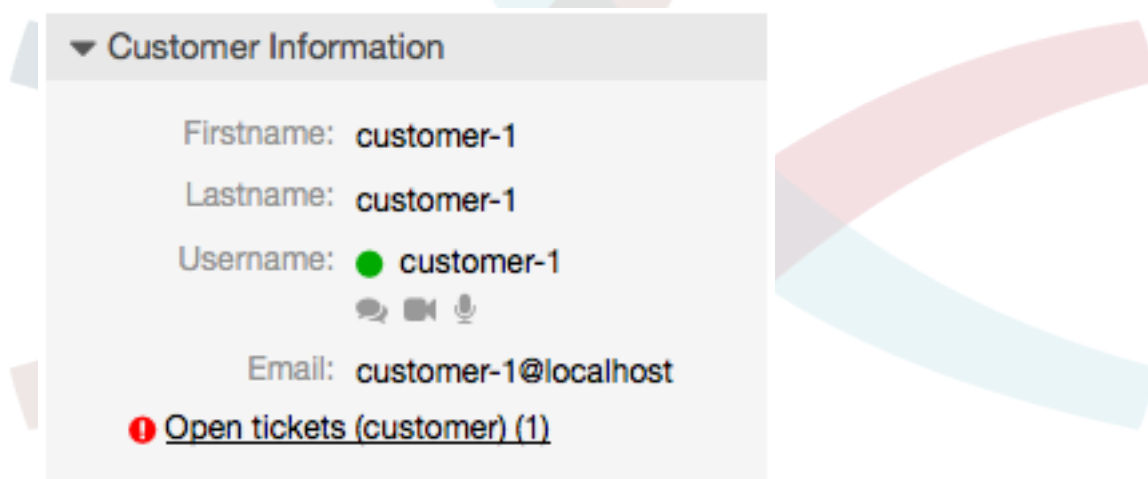 Customer Information
Firstname: customer-1
Lastname: customer-1
Username: customer-1
Email: customer-1@localhost
Open tickets (customer) (1)